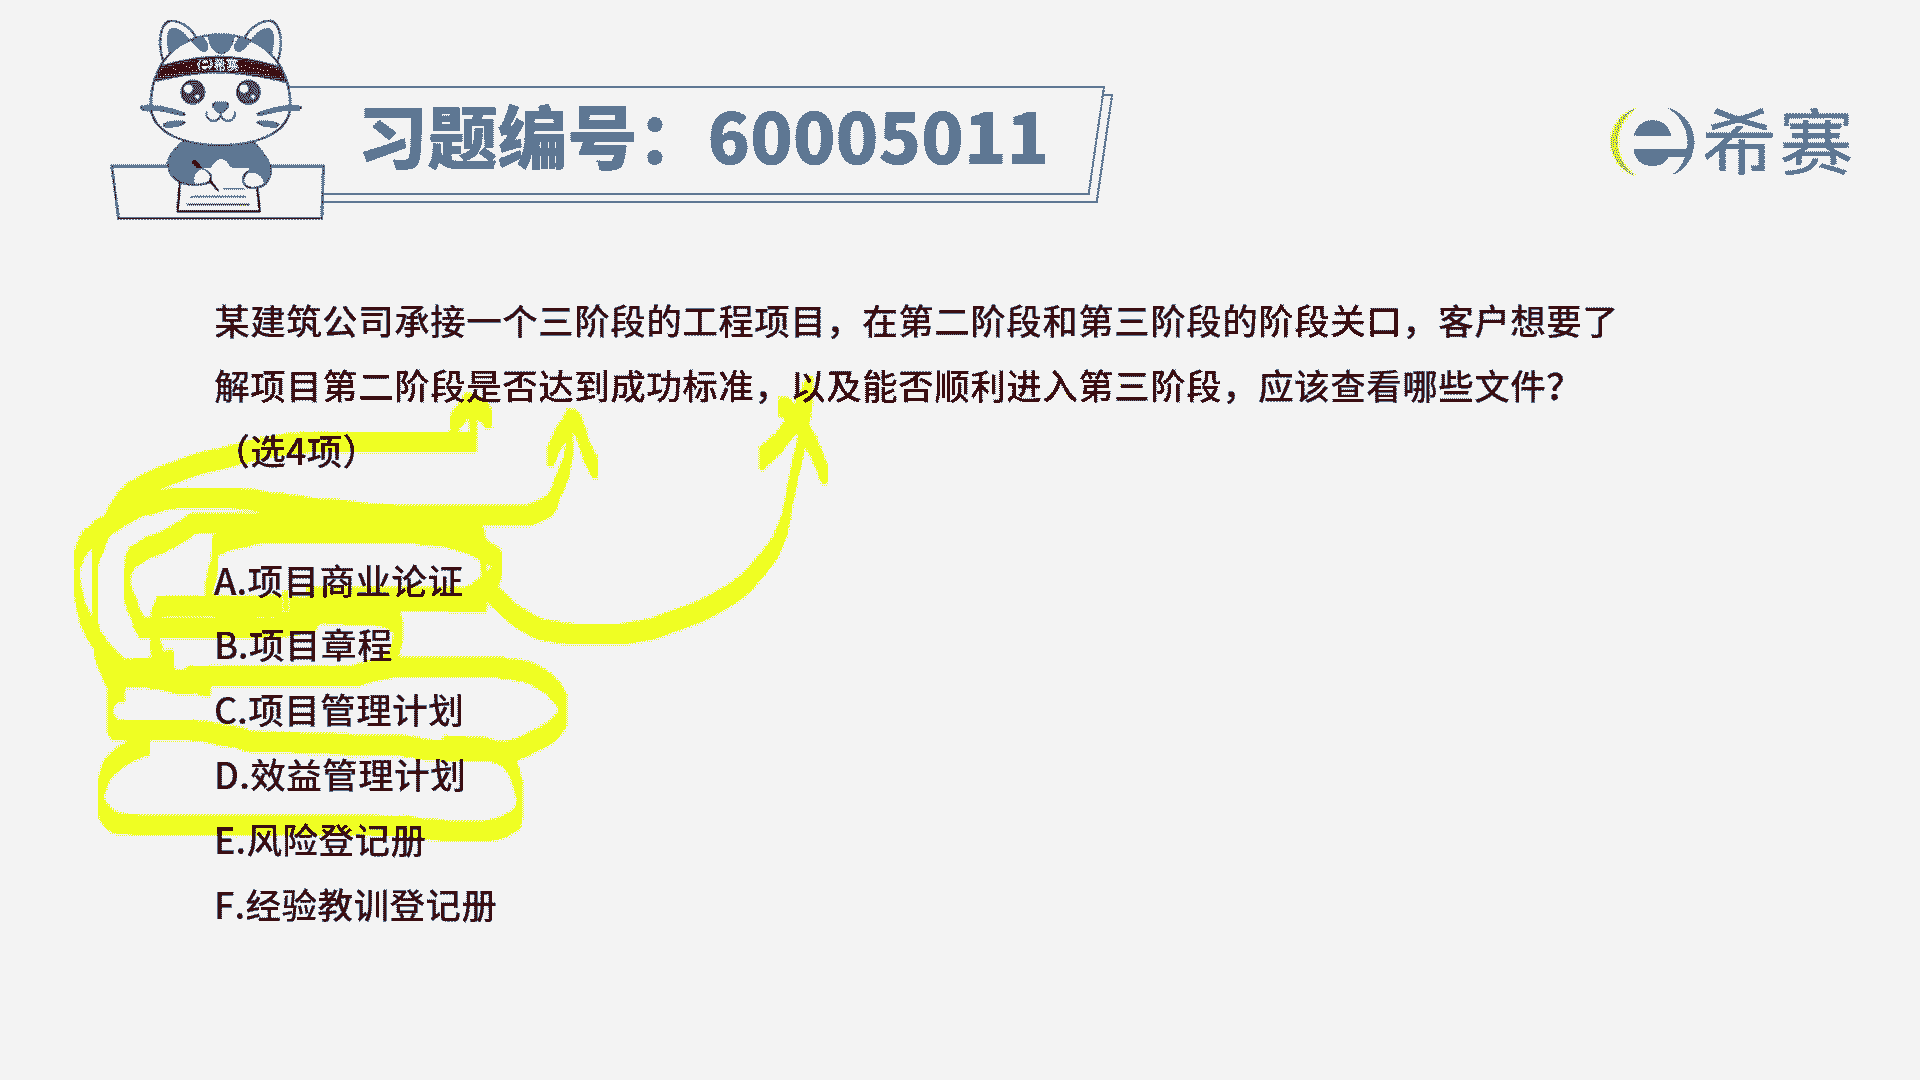 e希赛
习题编号：60005011
e希赛
某建筑公司承接一个三阶段的工程项目，在第二阶段和第三阶段的阶段关口，客户想要了
解项目第二阶段是否达到成功标准，以及能否顺利进入第三阶段，应该查看哪些文件？
（选4项）
A.项目商业论证
B.项目章程
C.项目管理计划
D.效益管理计划
E.风险登记册
F.经验教训登记册